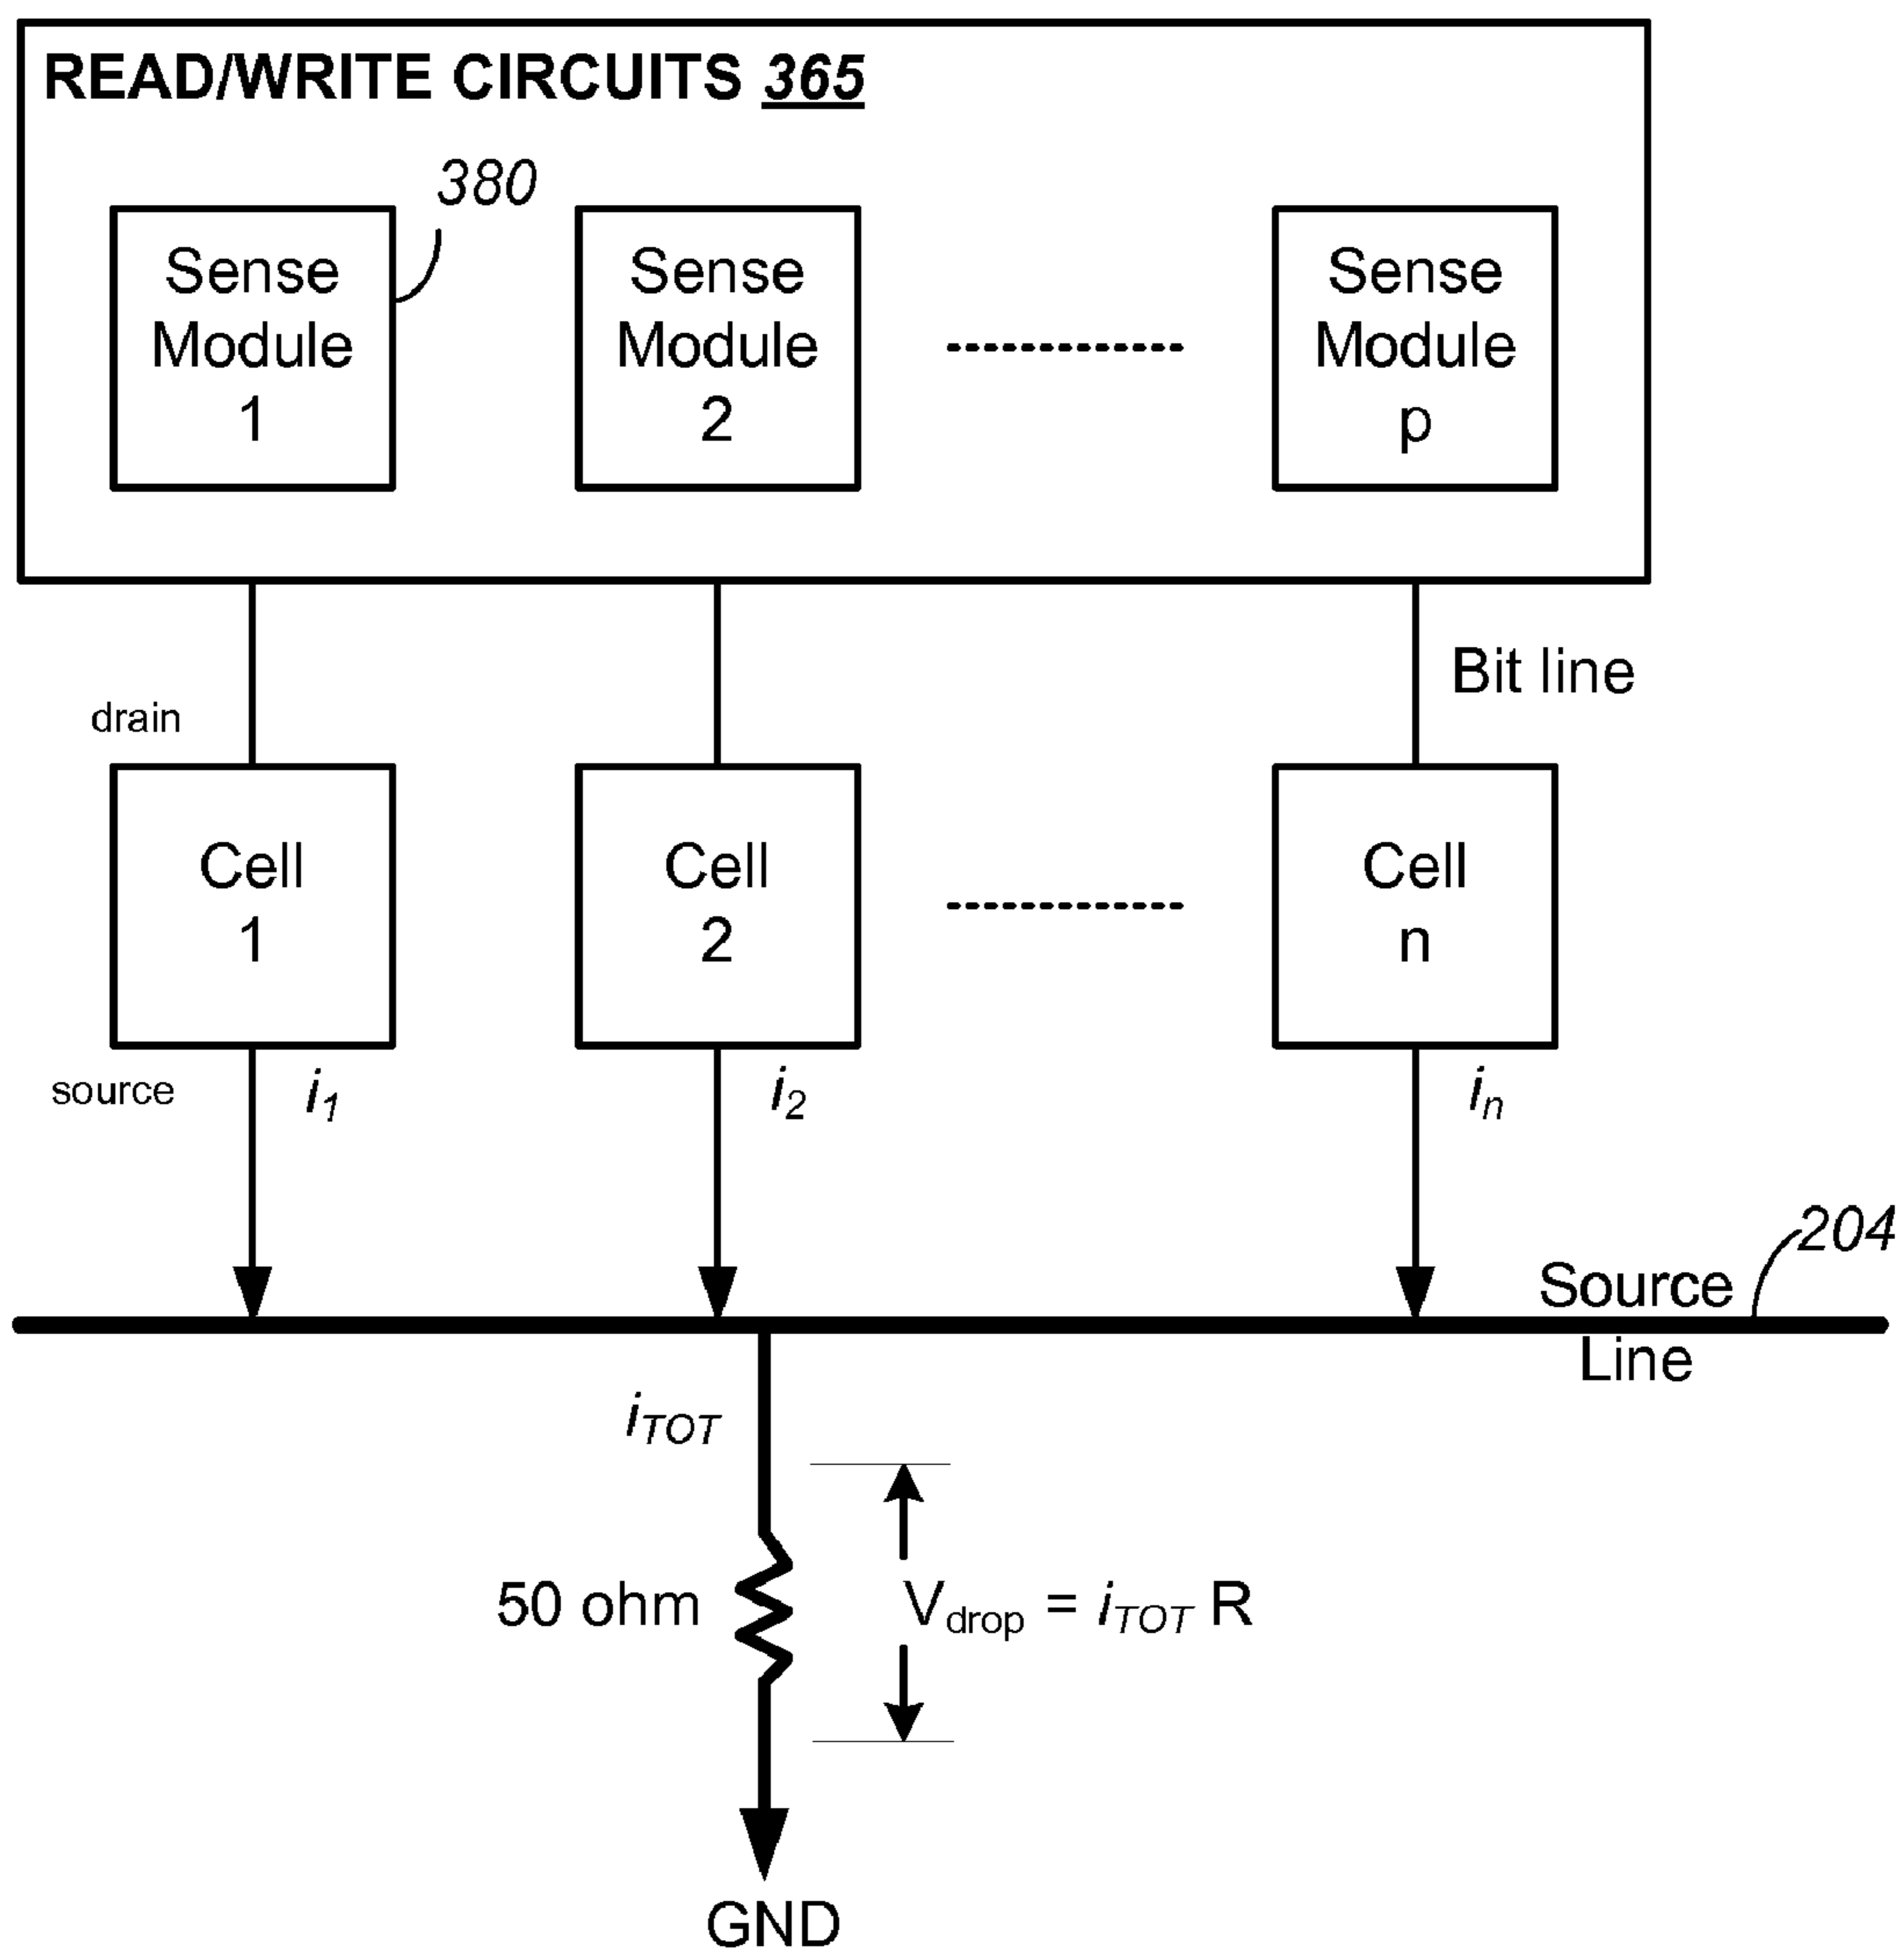 READ/WRITE CIRCUITS 365
380
Sense
Module
1
Sense
Module
2
Sense
Module
p
Bit line
drain
Cell
1
Cell
2
Cell
n
source
i1
i2
in
204
Source
Line
iTOT
50 ohm
Vdrop = iTOT R
GND